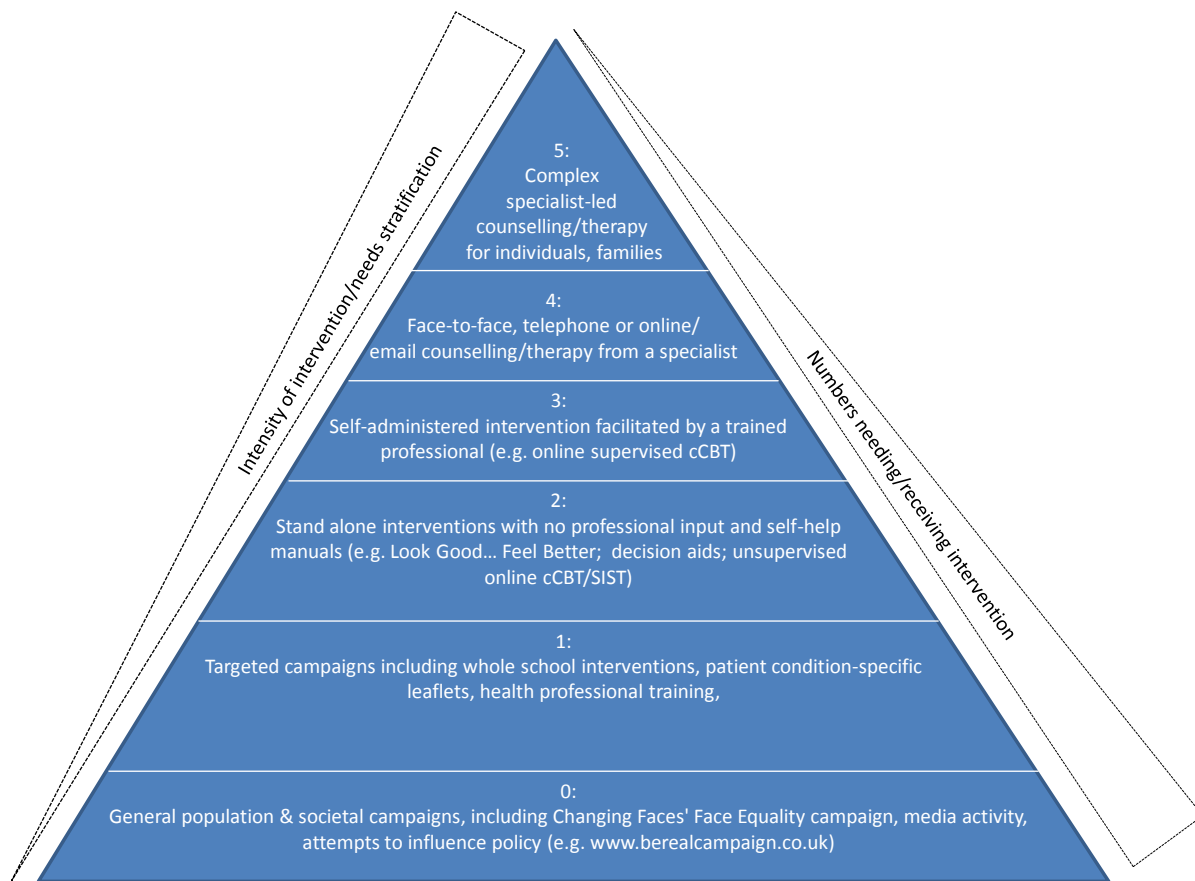 5:
Complex
specialist-led
counselling/therapy
for individuals, families
4:
Face-to-face, telephone or online/
email counselling/therapy from a specialist
3:
Self-administered intervention facilitated by a trained
professional (e.g. online supervised cCBT)
2:
Stand alone interventions with no professional input and self-help
manuals (e.g. Look Good... Feel Better;  decision aids; unsupervised
online cCBT/SIST)
1:
Targeted campaigns including whole school interventions, patient condition-specific
leaflets, health professional training,
0:
General population & societal campaigns, including Changing Faces' Face Equality campaign, media activity,
attempts to influence policy (e.g. www.berealcampaign.co.uk)
Intensity of intervention/needs stratification
Numbers needing/receiving intervention